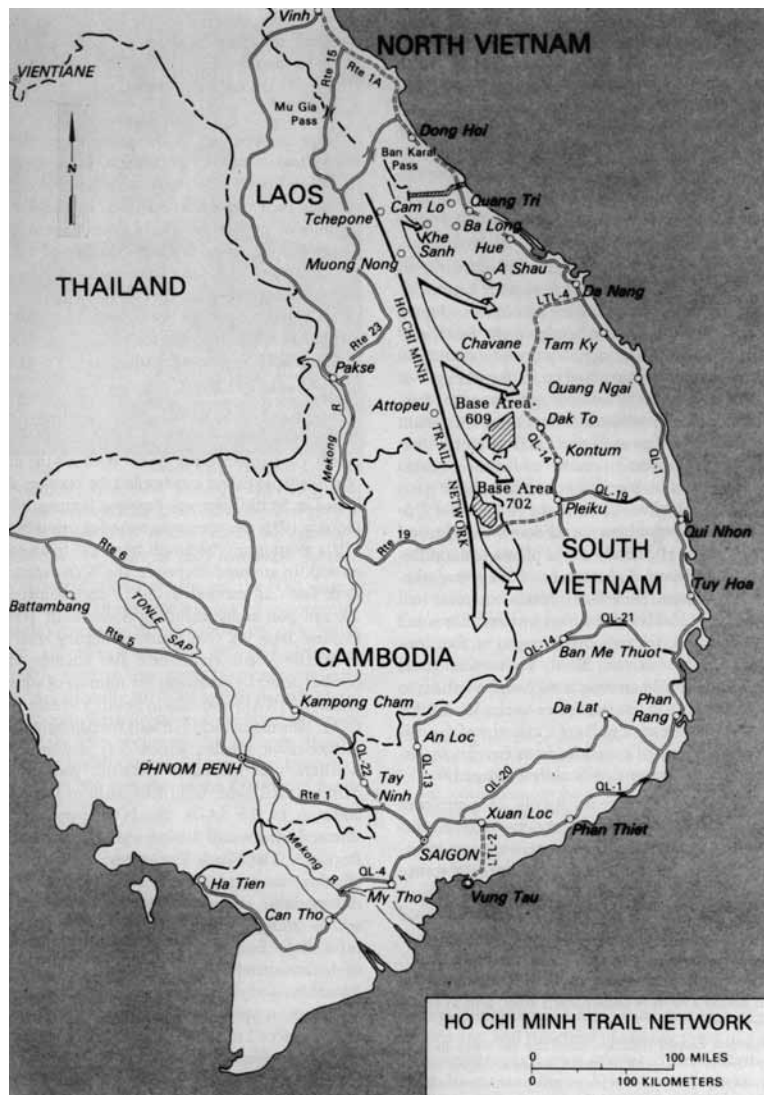 Vinh
NORTH VIETNAM
VIENTIANE
Rte 15
Rte 1A
Mu Gia
Pass
N
Dong Hoi
Ban Karai
Pass
LAOS
Cam Lo
Quang Tri
Tchepone
Ba Long
Khe
Sanh
Hue
Muong Nong
A Shau
THAILAND
LTL-4
Da Nang
HO CHI MINH
TRAIL
NETWORK
Rte 23
Chavane
Tam Ky
Pakse
Quang Ngai
Attopeu
Base Area
609
Dak To
Mekong R
QL-14
Kontum
QL-1
Base Area
702
QL-19
Pleiku
Rte 19
Qui Nhon
Rte 6
SOUTH
VIETNAM
Tuy Hoa
Battambang
TONLE
SAP
Rte 5
QL-14
QL-21
Ban Me Thuot
CAMBODIA
Kampong Cham
Da Lat
Phan
Rang
An Loc
PHNOM PENH
QL-22
QL-13
QL-20
QL-1
Tay
Ninh
Rte 1
Xuan Loc
Phan Thiet
SAIGON
LTL-2
Mekong R
QL-4
Ha Tien
My Tho
Vung Tau
Can Tho
HO CHI MINH TRAIL NETWORK
0 100 MILES
0 100 KILOMETERS